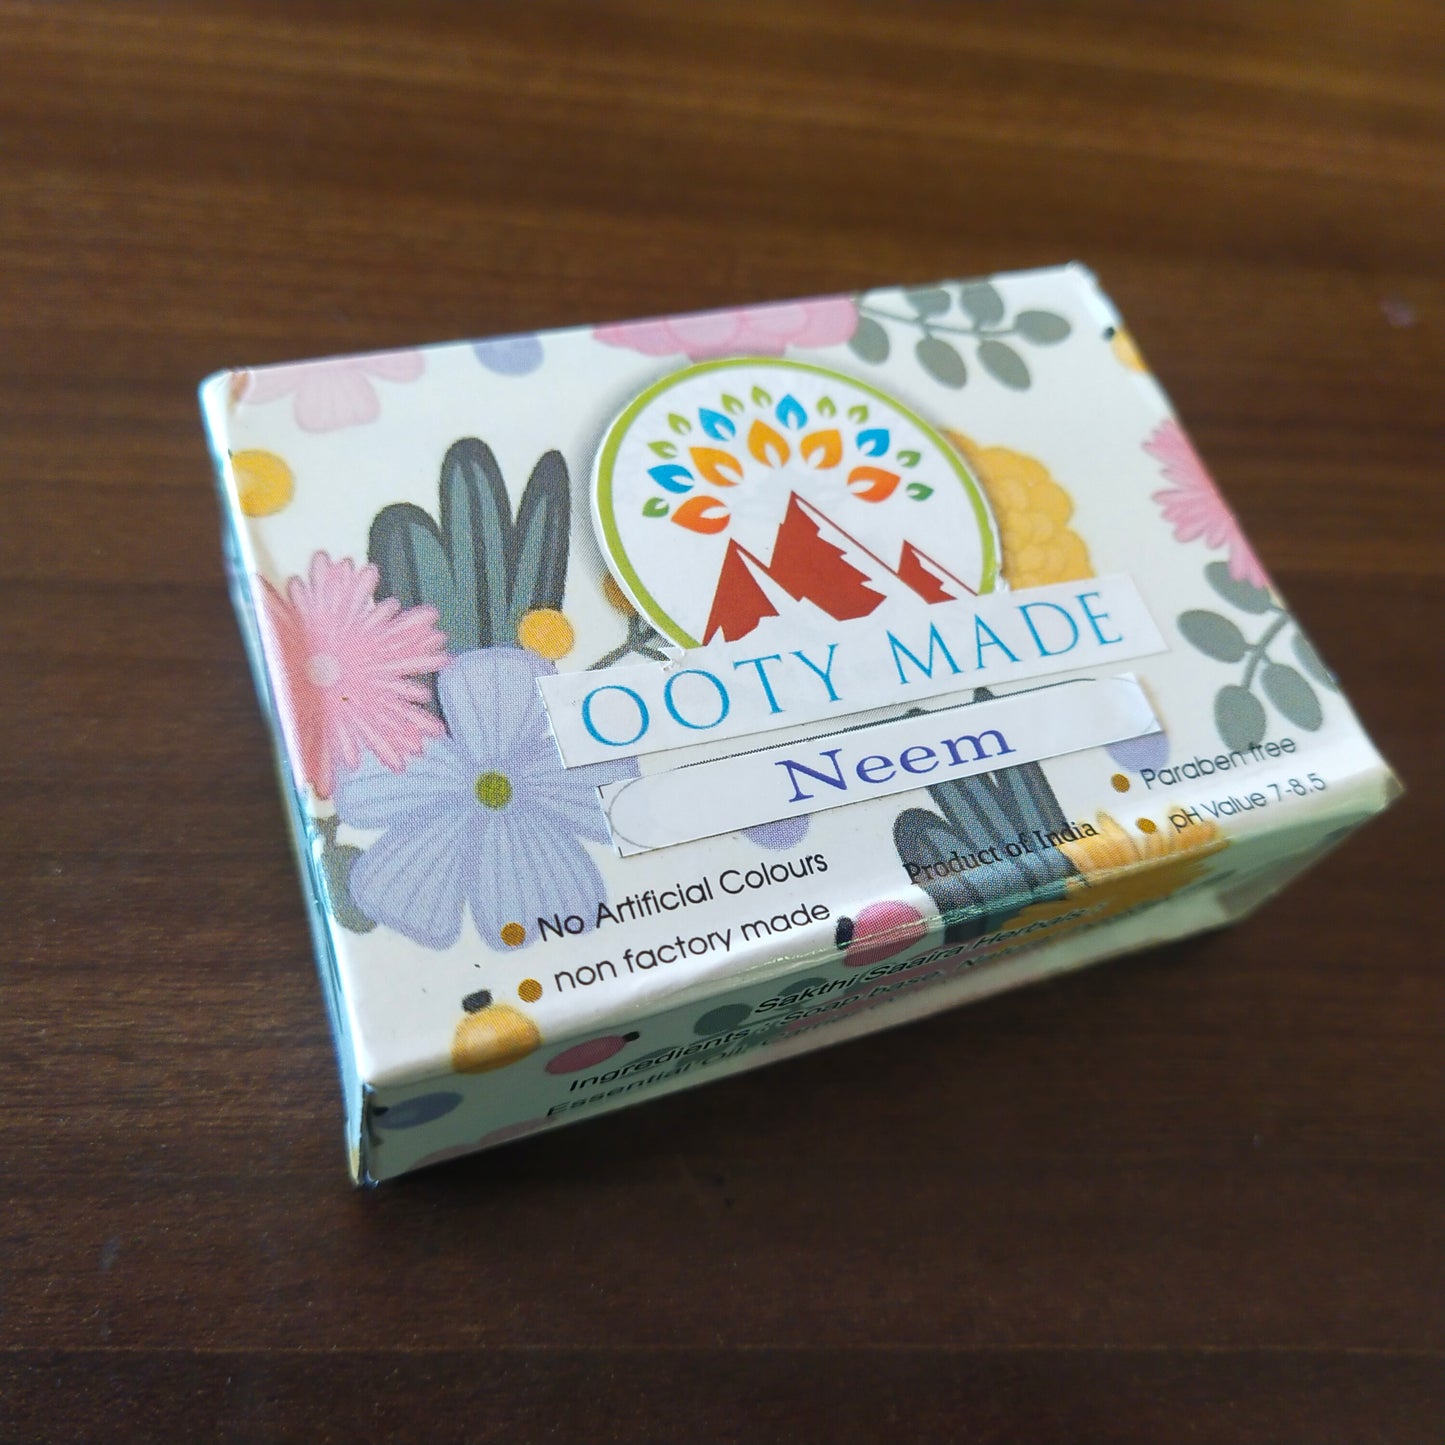 OOTY MADE
Neem
Paraben free
pH Value 7-8.5
Product of India
No Artificial Colours
non factory made
Sakthi Saaira Herbals
Ingredients : Soap base,
Essential Oil,